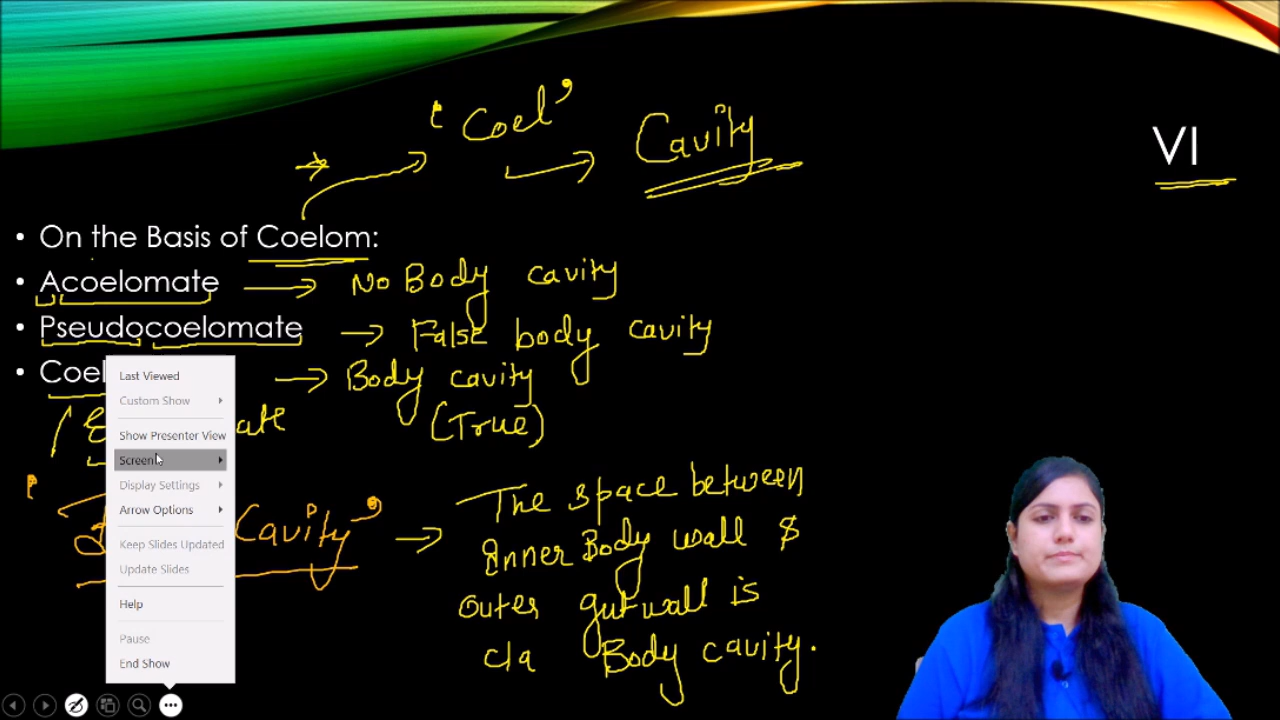 'Coel' → Cavity
VI
• On the Basis of Coelom:
• Acoelomate → No Body cavity
• Pseudocoelomate → False body cavity
• Coel → Body cavity
ate (True)
Cavity' → The space between
Inner Body wall &
outer gut wall is
c/a Body cavity.
Last Viewed
Custom Show
Show Presenter View
Screen
Display Settings
Arrow Options
Keep Slides Updated
Update Slides
Help
Pause
End Show